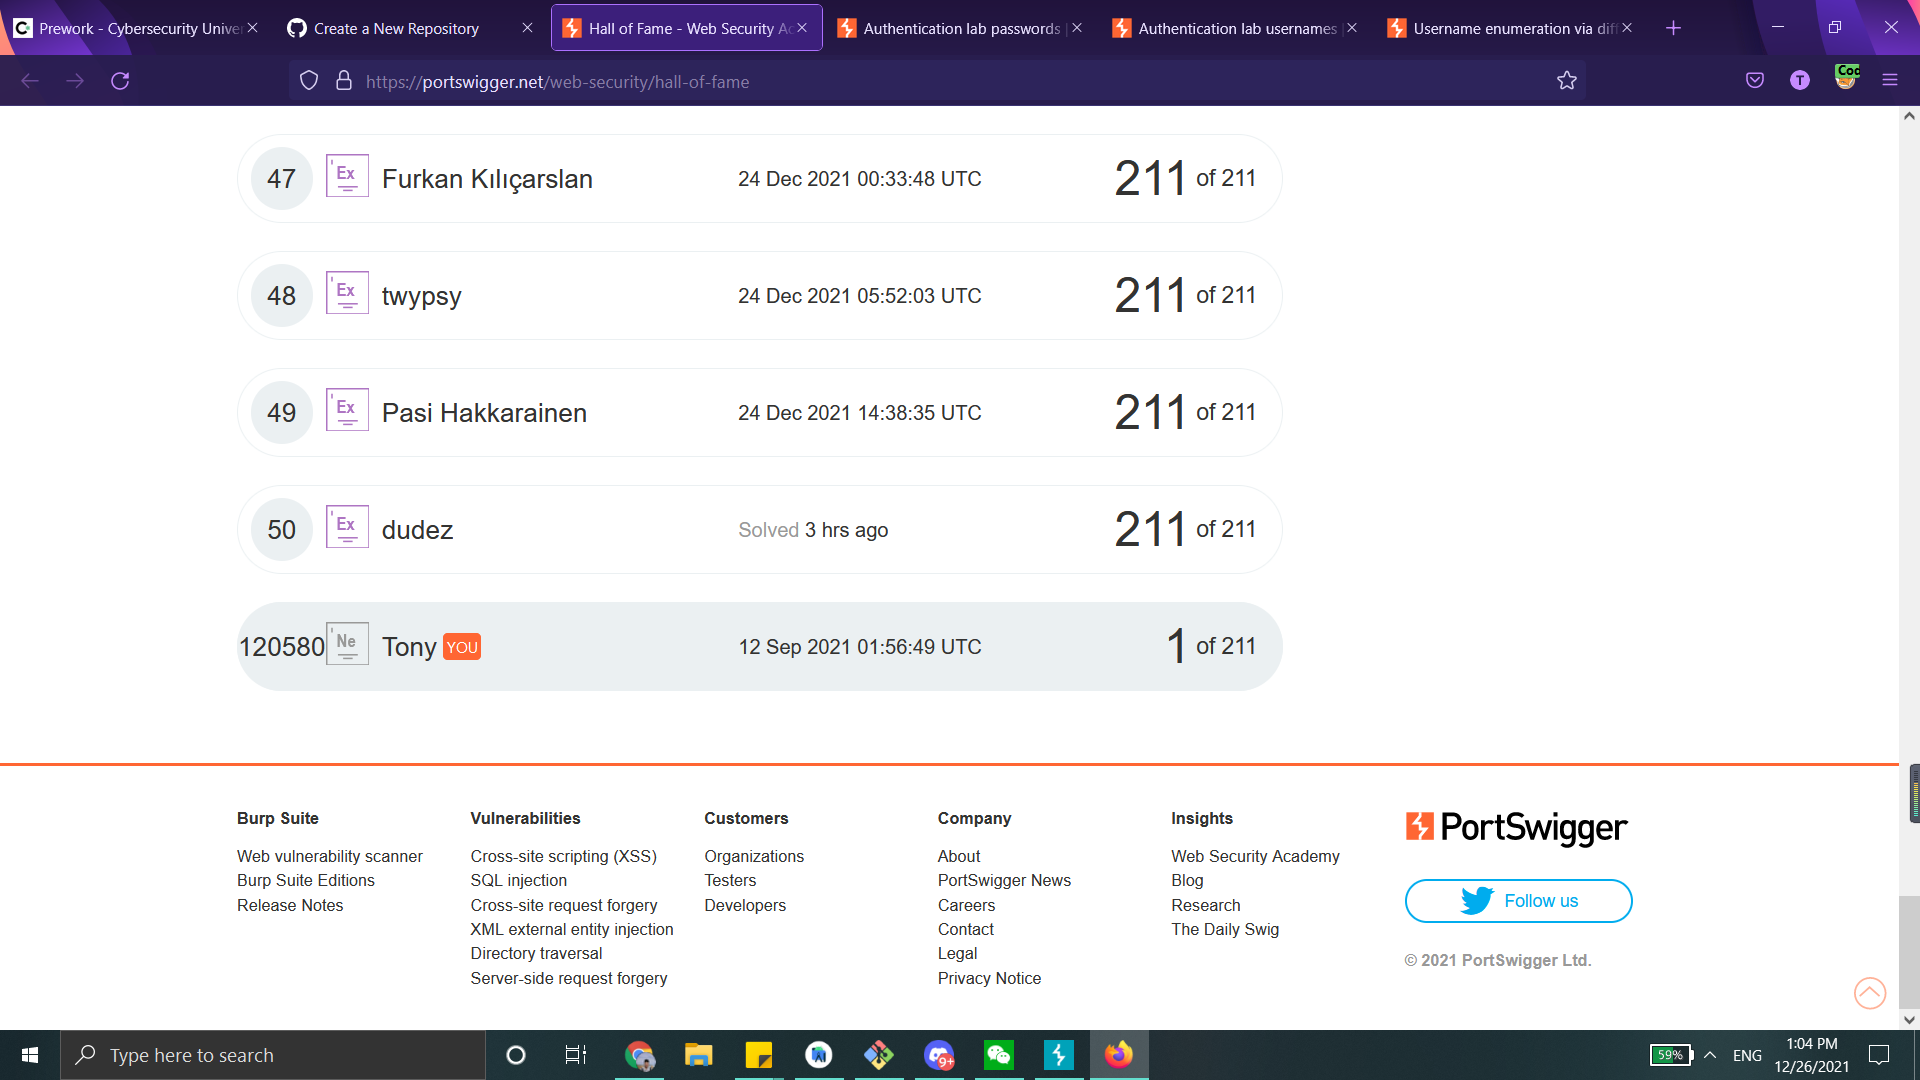 Prework - Cybersecurity Univer
Create a New Repository
Hall of Fame - Web Security Ac
Authentication lab passwords |
Authentication lab usernames |
Username enumeration via diff
https://portswigger.net/web-security/hall-of-fame
T
Cod
47 Ex Furkan Kılıçarslan 24 Dec 2021 00:33:48 UTC 211 of 211
48 Ex twypsy 24 Dec 2021 05:52:03 UTC 211 of 211
49 Ex Pasi Hakkarainen 24 Dec 2021 14:38:35 UTC 211 of 211
50 Ex dudez Solved 3 hrs ago 211 of 211
120580 Ne Tony YOU 12 Sep 2021 01:56:49 UTC 1 of 211
Burp Suite
Web vulnerability scanner
Burp Suite Editions
Release Notes
Vulnerabilities
Cross-site scripting (XSS)
SQL injection
Cross-site request forgery
XML external entity injection
Directory traversal
Server-side request forgery
Customers
Organizations
Testers
Developers
Company
About
PortSwigger News
Careers
Contact
Legal
Privacy Notice
Insights
Web Security Academy
Blog
Research
The Daily Swig
PortSwigger
Follow us
© 2021 PortSwigger Ltd.
Type here to search
9+
59%
ENG
1:04 PM
12/26/2021